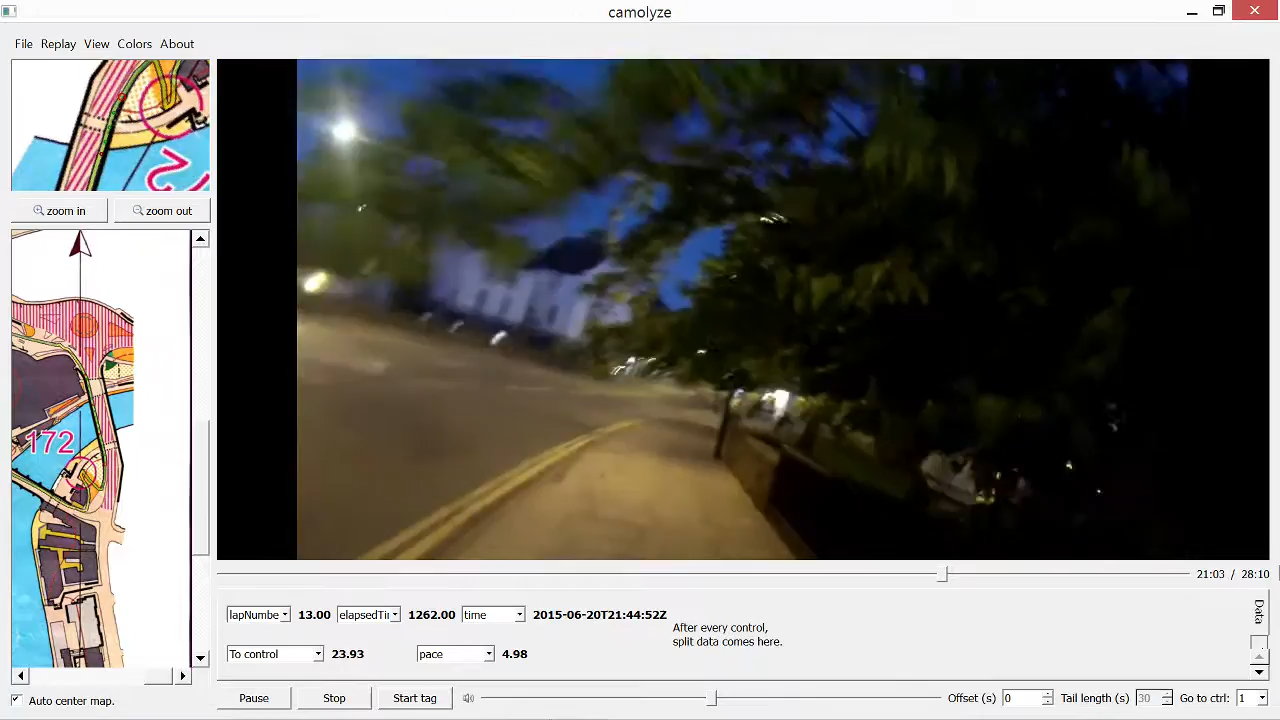 camolyze
File Replay View Colors About
zoom in zoom out
172
21:03 / 28:10
lapNumbe 13.00 elapsedTii 1262.00 time 2015-06-20T21:44:52Z
After every control,
split data comes here.
To control 23.93 pace 4.98
Data
Auto center map.
Pause Stop Start tag Offset (s) 0 Tail length (s) 30 Go to ctrl: 1